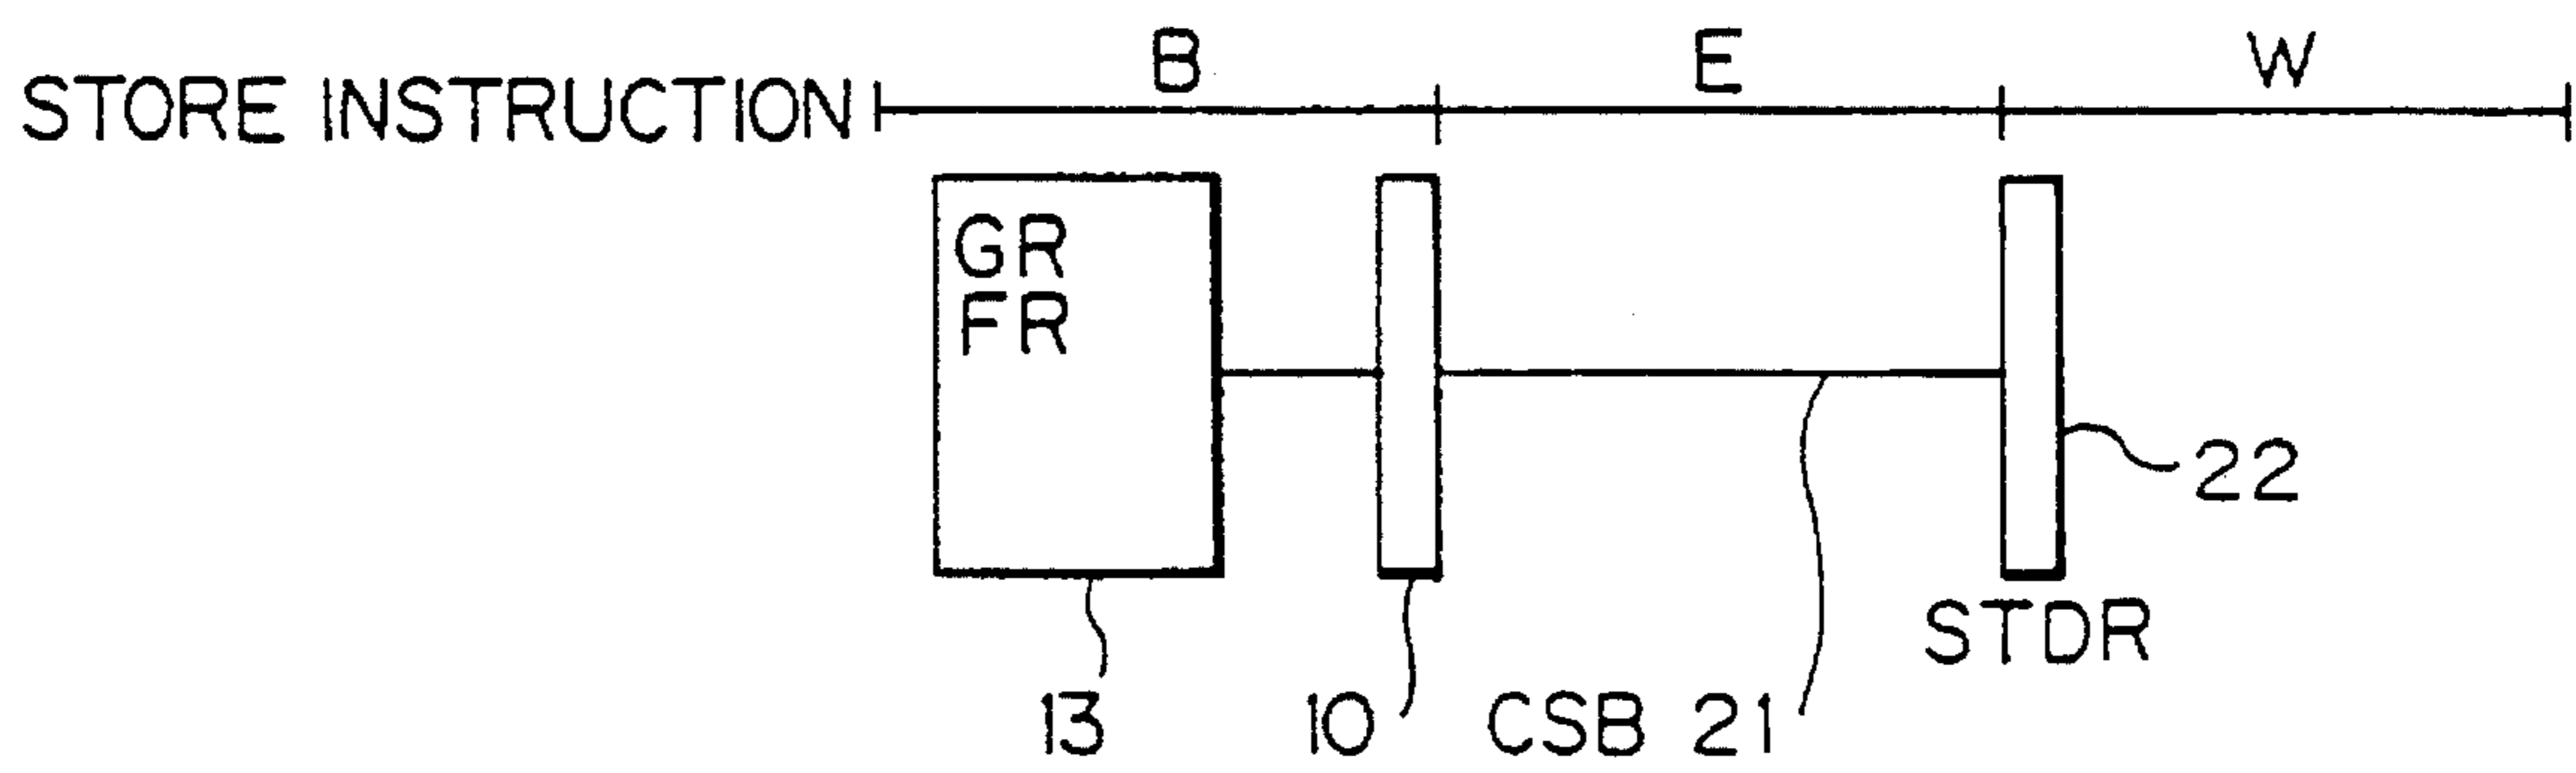 B E W
STORE INSTRUCTION
GR
FR
22
STDR
13 10 CSB 21